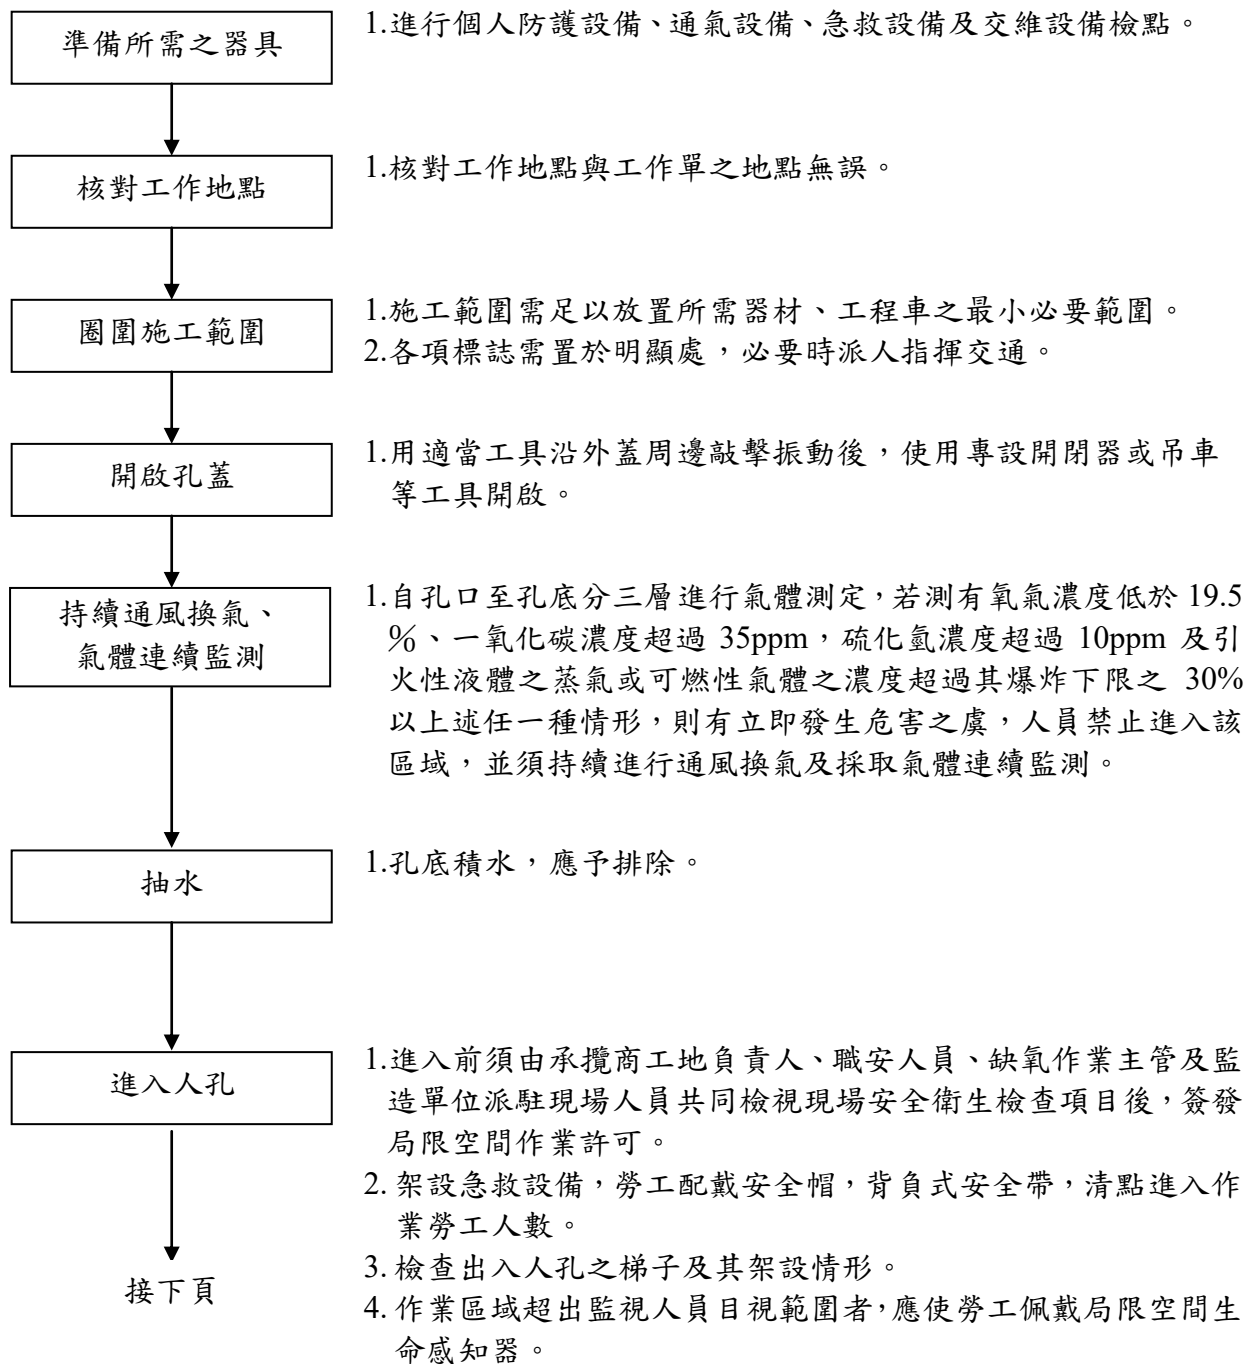 準備所需之器具
1.進行個人防護設備、通氣設備、急救設備及交維設備檢點。
核對工作地點
1.核對工作地點與工作單之地點無誤。
圈圍施工範圍
1.施工範圍需足以放置所需器材、工程車之最小必要範圍。
2.各項標誌需置於明顯處，必要時派人指揮交通。
開啟孔蓋
1.用適當工具沿外蓋周邊敲擊振動後，使用專設開閉器或吊車
等工具開啟。
持續通風換氣、
氣體連續監測
1.自孔口至孔底分三層進行氣體測定，若測有氧氣濃度低於 19.5
％、一氧化碳濃度超過 35ppm，硫化氫濃度超過 10ppm 及引
火性液體之蒸氣或可燃性氣體之濃度超過其爆炸下限之 30%
以上述任一種情形，則有立即發生危害之虞，人員禁止進入該
區域，並須持續進行通風換氣及採取氣體連續監測。
抽水
1.孔底積水，應予排除。
進入人孔
1.進入前須由承攬商工地負責人、職安人員、缺氧作業主管及監
造單位派駐現場人員共同檢視現場安全衛生檢查項目後，簽發
局限空間作業許可。
2. 架設急救設備，勞工配戴安全帽，背負式安全帶，清點進入作
業勞工人數。
3. 檢查出入人孔之梯子及其架設情形。
4. 作業區域超出監視人員目視範圍者，應使勞工佩戴局限空間生
命感知器。
接下頁